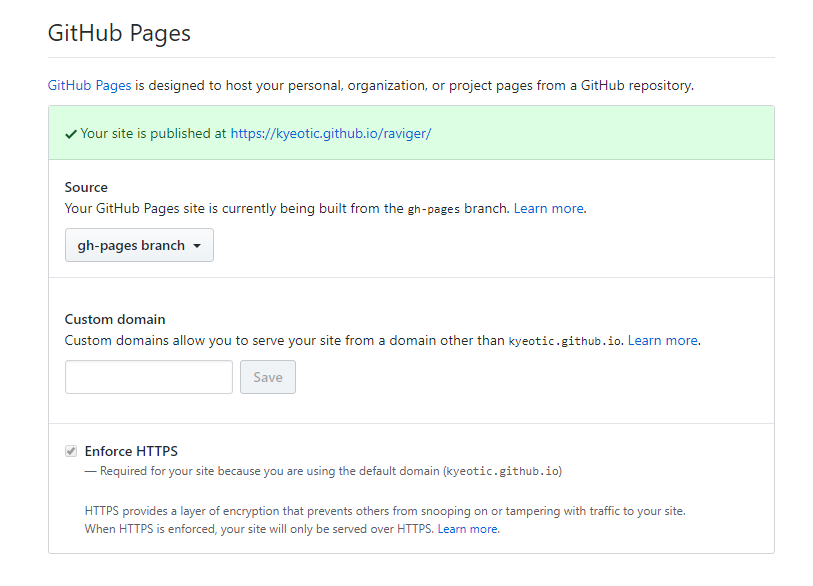 GitHub Pages
GitHub Pages is designed to host your personal, organization, or project pages from a GitHub repository.
Your site is published at https://kyeotic.github.io/raviger/
Source
Your GitHub Pages site is currently being built from the gh-pages branch. Learn more.
gh-pages branch
Custom domain
Custom domains allow you to serve your site from a domain other than kyeotic.github.io. Learn more.
Save
Enforce HTTPS
— Required for your site because you are using the default domain (kyeotic.github.io)
HTTPS provides a layer of encryption that prevents others from snooping on or tampering with traffic to your site.
When HTTPS is enforced, your site will only be served over HTTPS. Learn more.